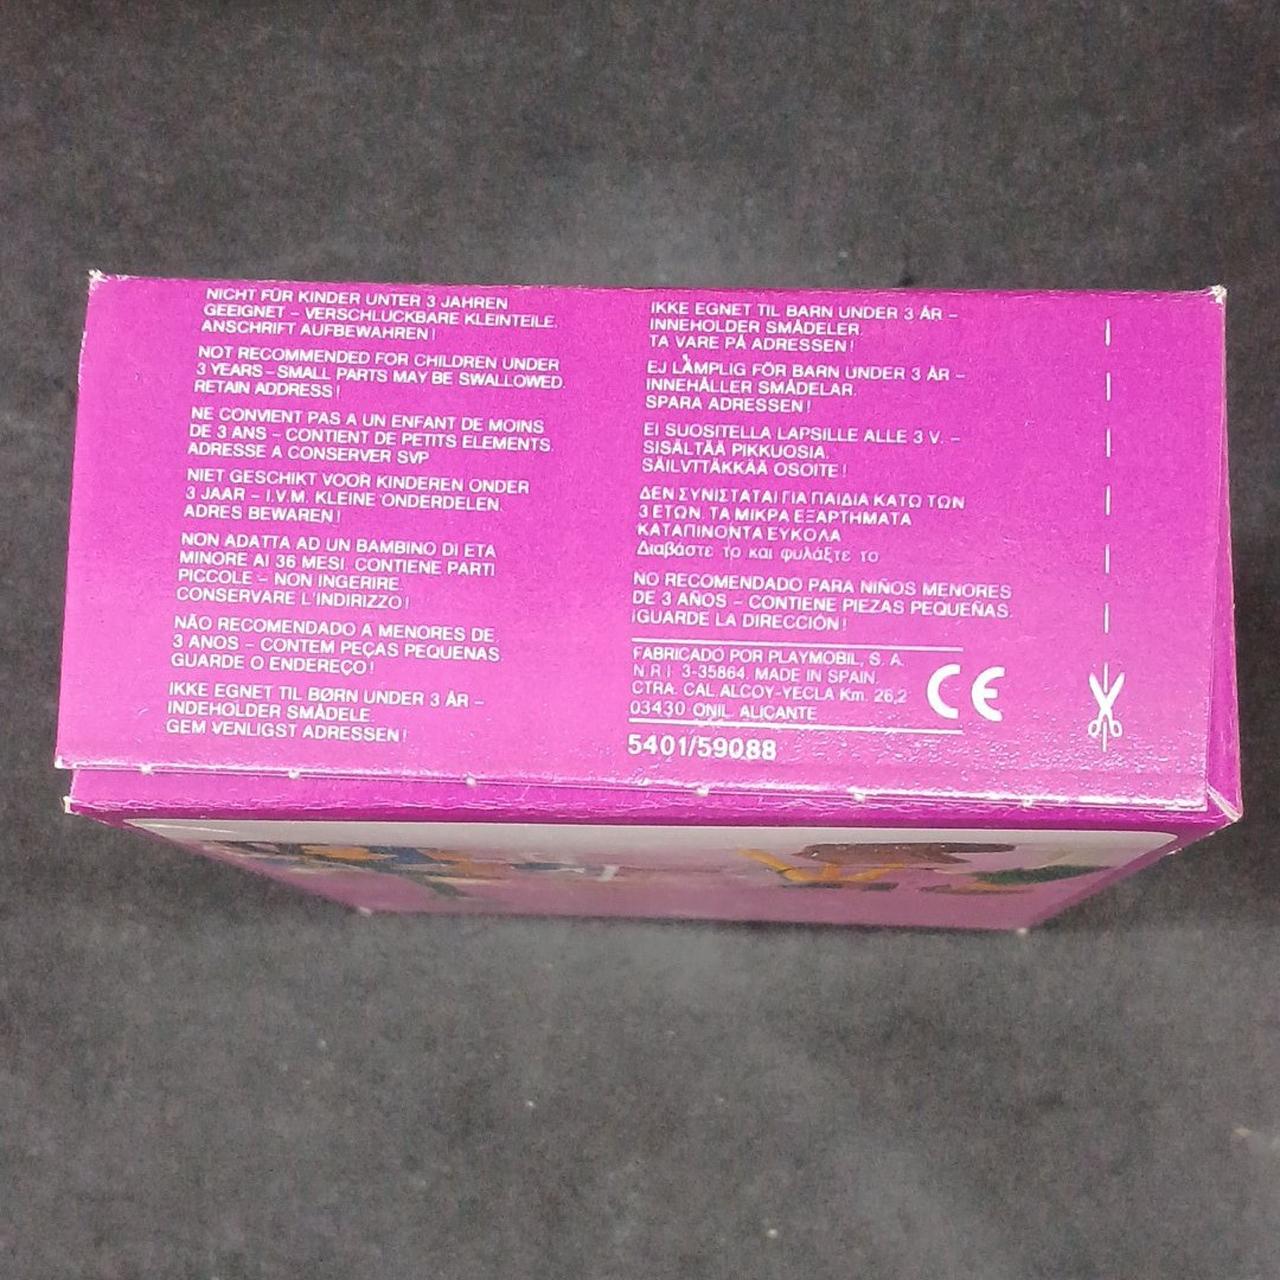 NICHT FÜR KINDER UNTER 3 JAHREN
GEEIGNET – VERSCHLUCKBARE KLEINTEILE.
ANSCHRIFT AUFBEWAHREN!
NOT RECOMMENDED FOR CHILDREN UNDER
3 YEARS – SMALL PARTS MAY BE SWALLOWED.
RETAIN ADDRESS!
NE CONVIENT PAS A UN ENFANT DE MOINS
DE 3 ANS – CONTIENT DE PETITS ELEMENTS.
ADRESSE A CONSERVER SVP
NIET GESCHIKT VOOR KINDEREN ONDER
3 JAAR – I.V.M. KLEINE ONDERDELEN.
ADRES BEWAREN!
NON ADATTA AD UN BAMBINO DI ETA
MINORE AI 36 MESI. CONTIENE PARTI
PICCOLE – NON INGERIRE.
CONSERVARE L'INDIRIZZO!
NÃO RECOMENDADO A MENORES DE
3 ANOS – CONTEM PEÇAS PEQUENAS.
GUARDE O ENDEREÇO!
IKKE EGNET TIL BØRN UNDER 3 ÅR –
INDEHOLDER SMÅDELE.
GEM VENLIGST ADRESSEN!
IKKE EGNET TIL BARN UNDER 3 ÅR –
INNEHOLDER SMÅDELER.
TA VARE PÅ ADRESSEN!
EJ LÄMPLIG FÖR BARN UNDER 3 ÅR –
INNEHÅLLER SMÅDELAR.
SPARA ADRESSEN!
EI SUOSITELLA LAPSILLE ALLE 3 V. –
SISÄLTÄÄ PIKKUOSIA.
SÄILVTTÄKKÄÄ OSOITE!
ΔΕΝ ΣΥΝΙΣΤΑΤΑΙ ΓΙΑ ΠΑΙΔΙΑ ΚΑΤΩ ΤΩΝ
3 ΕΤΩΝ. ΤΑ ΜΙΚΡΑ ΕΞΑΡΤΗΜΑΤΑ
ΚΑΤΑΠΙΝΟΝΤΑ ΕΥΚΟΛΑ
Διαβάστε το και φυλάξτε το
NO RECOMENDADO PARA NIÑOS MENORES
DE 3 AÑOS – CONTIENE PIEZAS PEQUEÑAS.
¡GUARDE LA DIRECCIÓN!
FABRICADO POR PLAYMOBIL, S. A.
N.R.I. 3-35864. MADE IN SPAIN.
CTRA. CAL.ALCOY-YECLA Km. 26,2
03430 ONIL. ALICANTE
CE
5401/59088